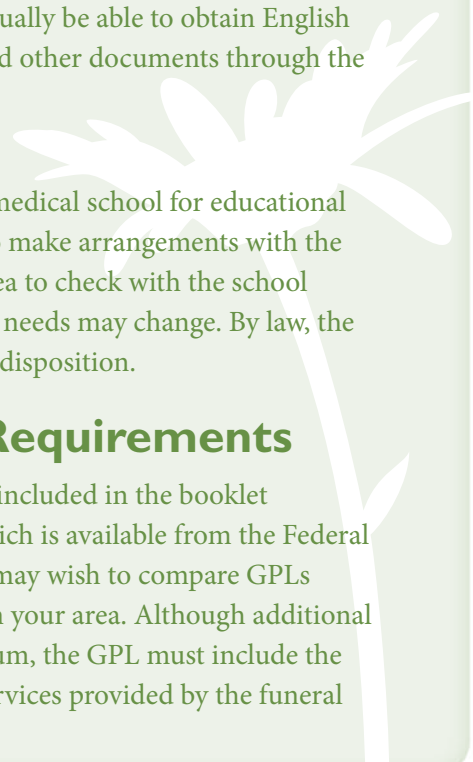 ually be able to obtain English
d other documents through the
medical school for educational
make arrangements with the
ea to check with the school
needs may change. By law, the
disposition.
Requirements
included in the booklet
ich is available from the Federal
may wish to compare GPLs
n your area. Although additional
um, the GPL must include the
rvices provided by the funeral